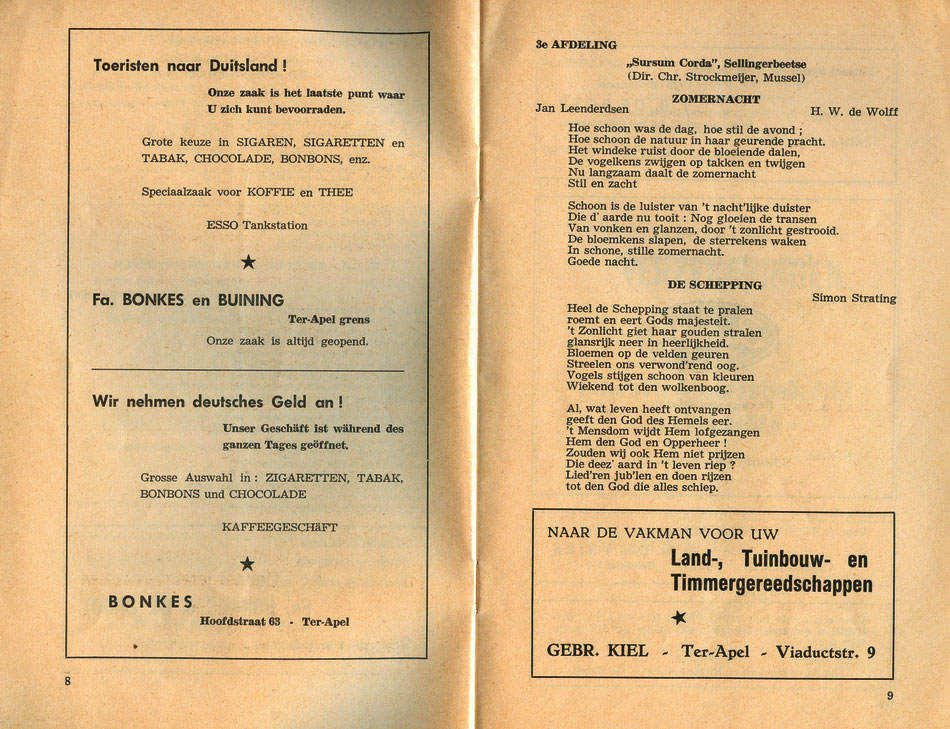 Toeristen naar Duitsland !
Onze zaak is het laatste punt waar
U zich kunt bevoorraden.
Grote keuze in SIGAREN, SIGARETTEN en
TABAK, CHOCOLADE, BONBONS, enz.
Speciaalzaak voor KOFFIE en THEE
ESSO Tankstation
★
Fa. BONKES en BUINING
Ter-Apel grens
Onze zaak is altijd geopend.
Wir nehmen deutsches Geld an !
Unser Geschäft ist während des
ganzen Tages geöffnet.
Grosse Auswahl in : ZIGARETTEN, TABAK,
BONBONS und CHOCOLADE
KAFFEEGESCHäFT
★
BONKES
Hoofdstraat 63 - Ter-Apel
8
3e AFDELING
„Sursum Corda”, Sellingerbeetse
(Dir. Chr. Strockmeijer, Mussel)
ZOMERNACHT
Jan Leenderdsen H. W. de Wolff
Hoe schoon was de dag, hoe stil de avond ;
Hoe schoon de natuur in haar geurende pracht.
Het windeke ruist door de bloeiende dalen,
De vogelkens zwijgen op takken en twijgen
Nu langzaam daalt de zomernacht
Stil en zacht
Schoon is de luister van 't nacht'lijke duister
Die d' aarde nu tooit : Nog gloeien de transen
Van vonken en glanzen, door 't zonlicht gestrooid.
De bloemkens slapen, de sterrekens waken
In schone, stille zomernacht.
Goede nacht.
DE SCHEPPING
Simon Strating
Heel de Schepping staat te pralen
roemt en eert Gods majesteit.
't Zonlicht giet haar gouden stralen
glansrijk neer in heerlijkheid.
Bloemen op de velden geuren
Streelen ons verwond'rend oog.
Vogels stijgen schoon van kleuren
Wiekend tot den wolkenboog.
Al, wat leven heeft ontvangen
geeft den God des Hemels eer.
't Mensdom wijdt Hem lofgezangen
Hem den God en Opperheer !
Zouden wij ook Hem niet prijzen
Die deez' aard in 't leven riep ?
Lied'ren jub'len en doen rijzen
tot den God die alles schiep.
NAAR DE VAKMAN VOOR UW
Land-, Tuinbouw- en
Timmergereedschappen
★
GEBR. KIEL - Ter-Apel - Viaductstr. 9
9